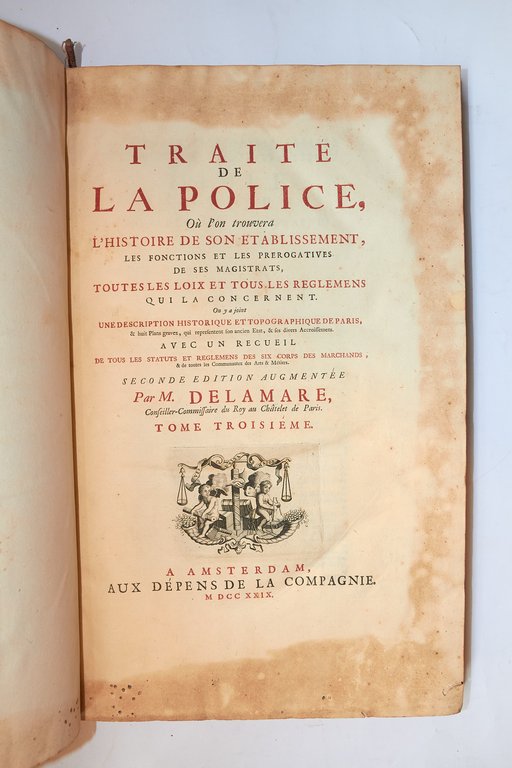 TRAITÉ
DE
LA POLICE,
Où l'on trouvera
L'HISTOIRE DE SON ETABLISSEMENT,
LES FONCTIONS ET LES PREROGATIVES
DE SES MAGISTRATS,
TOUTES LES LOIX ET TOUS LES REGLEMENS
QUI LA CONCERNENT.
On y a joint
UNE DESCRIPTION HISTORIQUE ET TOPOGRAPHIQUE DE PARIS,
& huit Plans gravez, qui representent son ancien Etat, & ses divers Accroissemens.
AVEC UN RECUEIL
DE TOUS LES STATUTS ET REGLEMENS DES SIX CORPS DES MARCHANDS,
& de toutes les Communautez des Arts & Métiers.
SECONDE EDITION AUGMENTÉE
Par M. DELAMARE,
Conseiller-Commissaire du Roy au Châtelet de Paris.
TOME TROISIÉME.
A AMSTERDAM,
AUX DÉPENS DE LA COMPAGNIE.
M DCC XXIX.